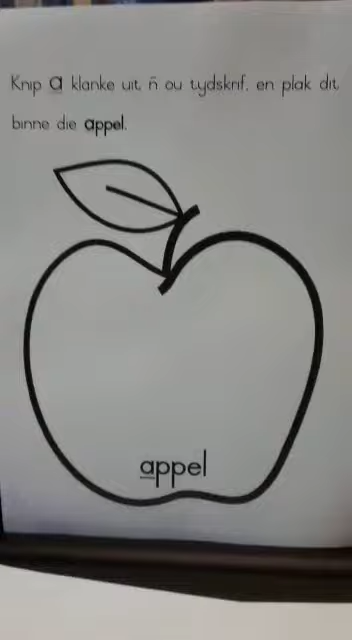 Knip a klanke uit, ń ou tydskrif, en plak dit
binne die appel.
appel